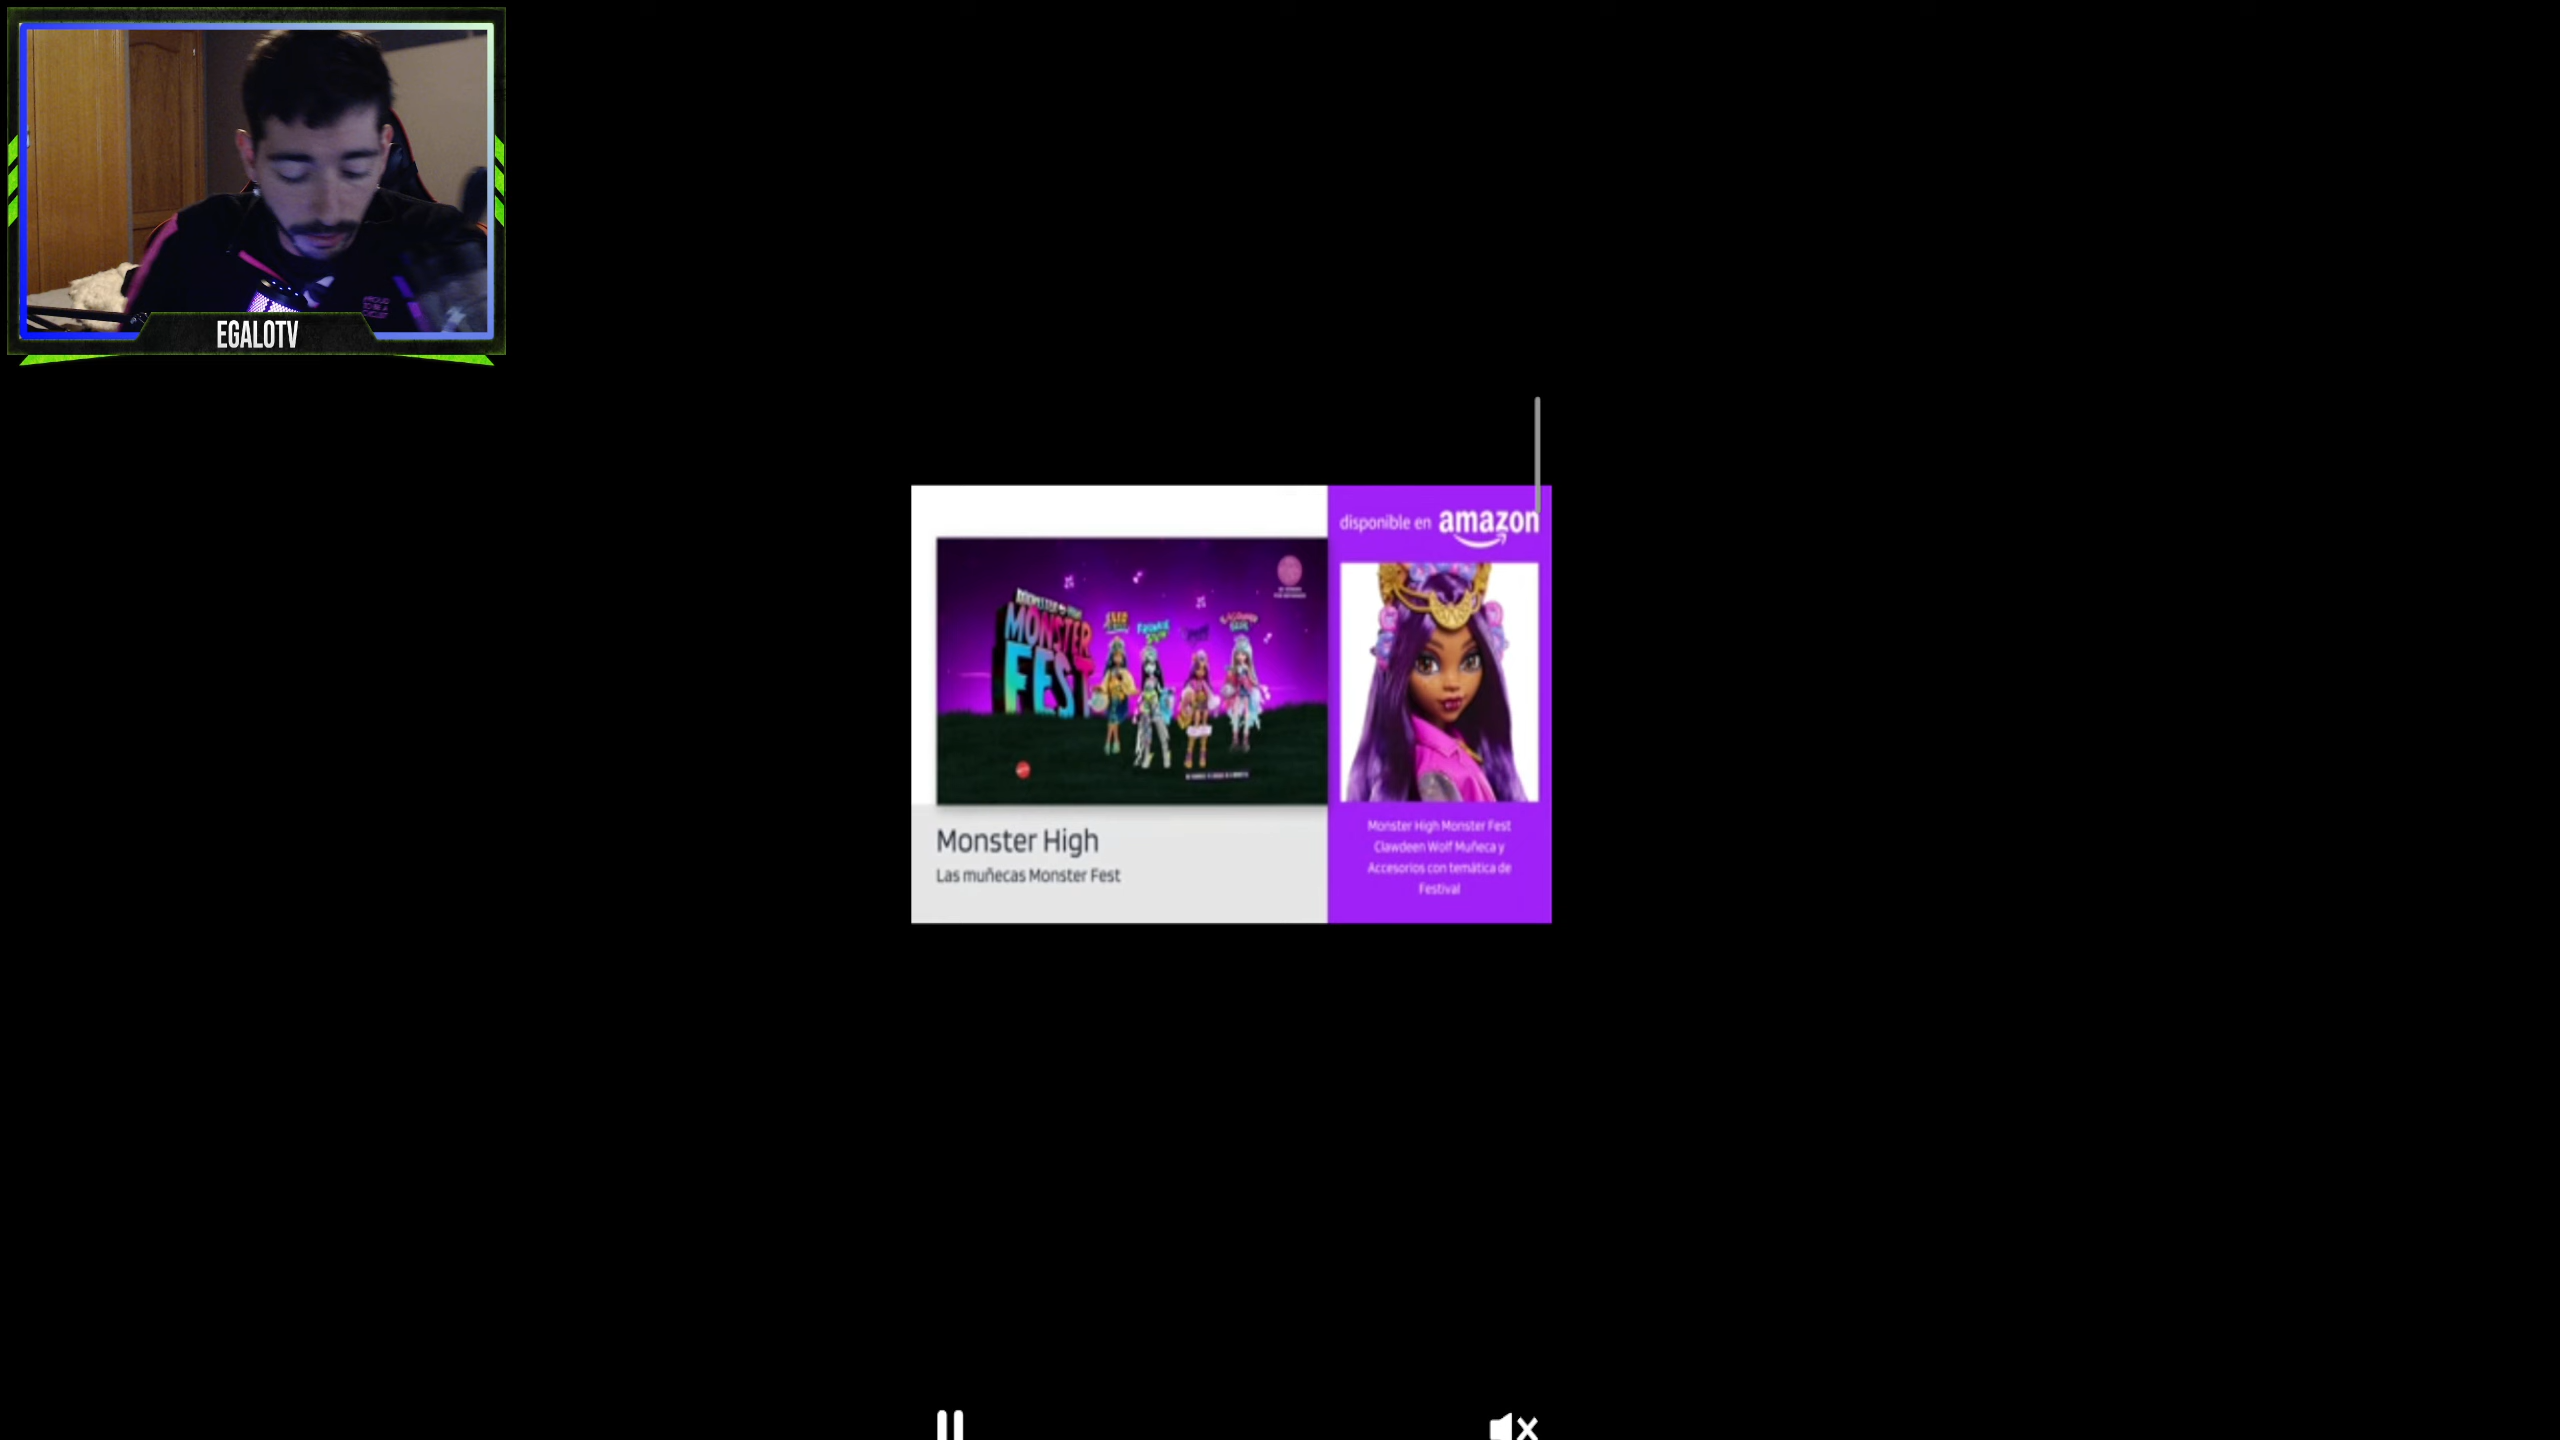 EGALOTV
disponible en amazon
MONSTER
FEST
Monster High
Las muñecas Monster Fest
Monster High Monster Fest
Clawdeen Wolf Muñeca y
Accesorios con temática de
Festival